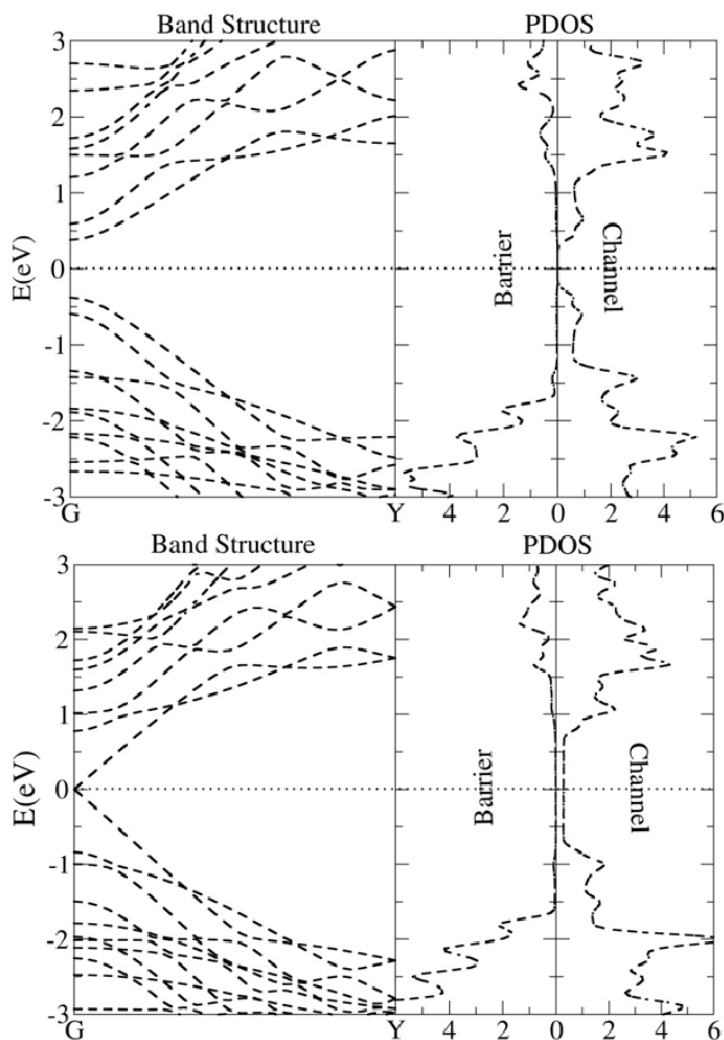 Band Structure PDOS
3
2
1
0
-1
-2
-3
E(eV)
Barrier
Channel
G Y 4 2 0 2 4 6
Band Structure PDOS
3
2
1
0
-1
-2
-3
E(eV)
Barrier
Channel
G Y 4 2 0 2 4 6